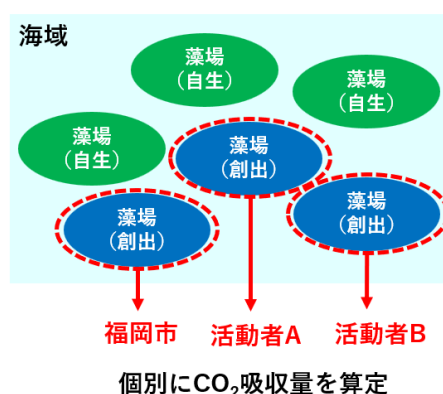 海域
藻場
（自生）
藻場
（自生）
藻場
（自生）
藻場
（創出）
藻場
（創出）
藻場
（創出）
福岡市
活動者A
活動者B
個別にCO₂吸収量を算定